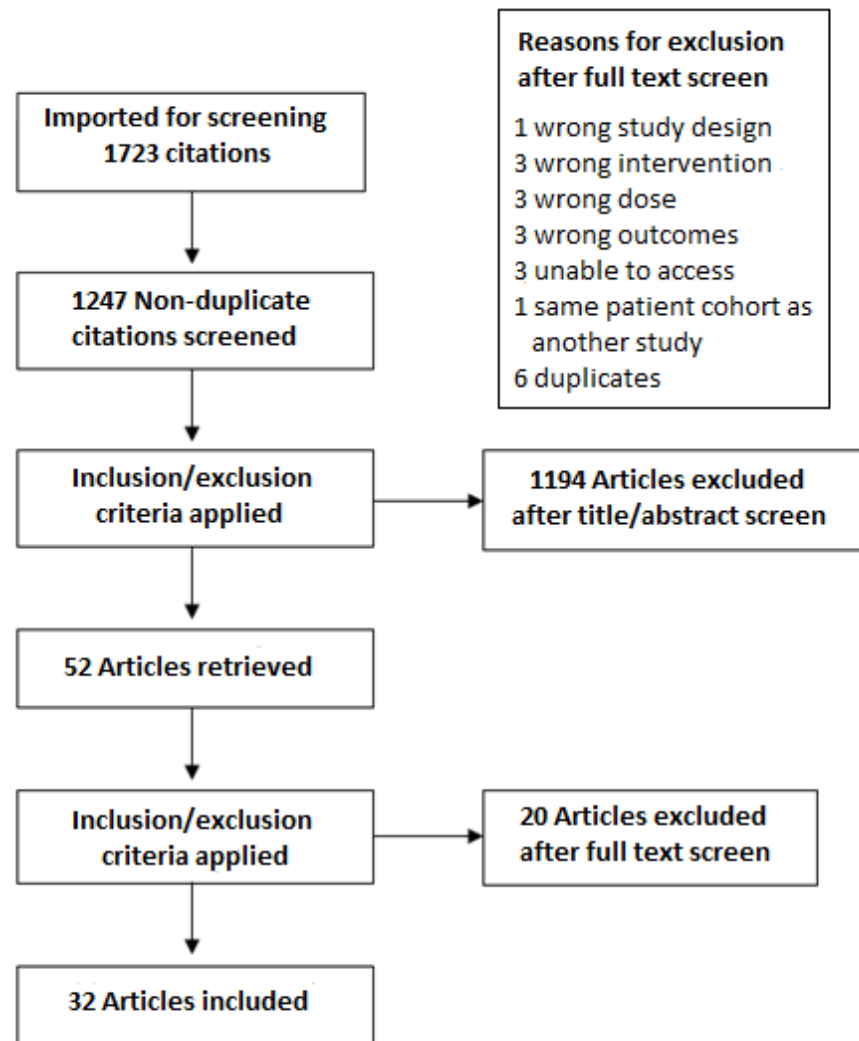 Imported for screening
1723 citations
Reasons for exclusion
after full text screen
1 wrong study design
3 wrong intervention
3 wrong dose
3 wrong outcomes
3 unable to access
1 same patient cohort as
another study
6 duplicates
1247 Non-duplicate
citations screened
Inclusion/exclusion
criteria applied
1194 Articles excluded
after title/abstract screen
52 Articles retrieved
Inclusion/exclusion
criteria applied
20 Articles excluded
after full text screen
32 Articles included